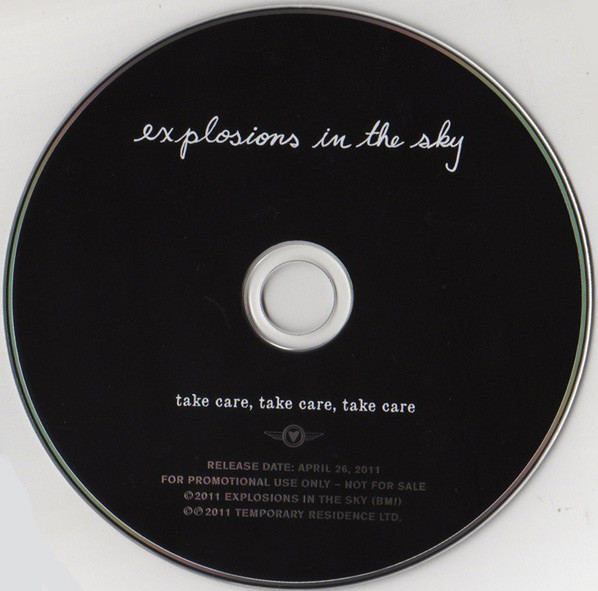 explosions in the sky
take care, take care, take care
RELEASE DATE: APRIL 26, 2011
FOR PROMOTIONAL USE ONLY – NOT FOR SALE
©2011 EXPLOSIONS IN THE SKY (BMI)
©℗2011 TEMPORARY RESIDENCE LTD.